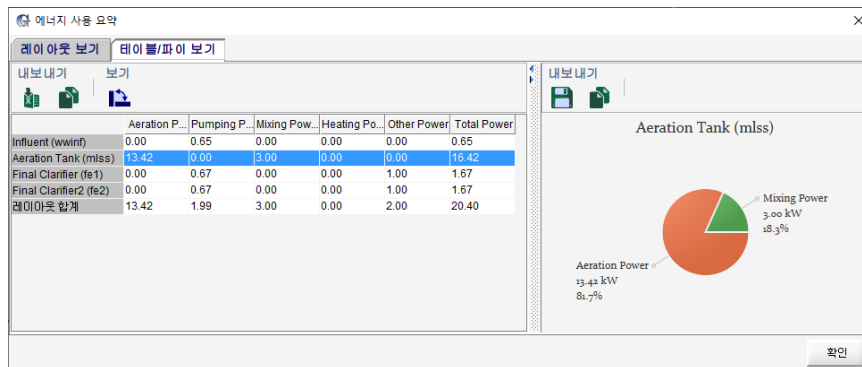 에너지 사용 요약
레이아웃 보기 테이블/파이 보기
내보내기 보기
Aeration P... Pumping P... Mixing Pow... Heating Po... Other Power Total Power
Influent (wwinf) 0.00 0.65 0.00 0.00 0.00 0.65
Aeration Tank (mlss) 13.42 0.00 3.00 0.00 0.00 16.42
Final Clarifier (fe1) 0.00 0.67 0.00 0.00 1.00 1.67
Final Clarifier2 (fe2) 0.00 0.67 0.00 0.00 1.00 1.67
레이아웃 합계 13.42 1.99 3.00 0.00 2.00 20.40
내보내기
Aeration Tank (mlss)
Mixing Power
3.00 kW
18.3%
Aeration Power
13.42 kW
81.7%
확인